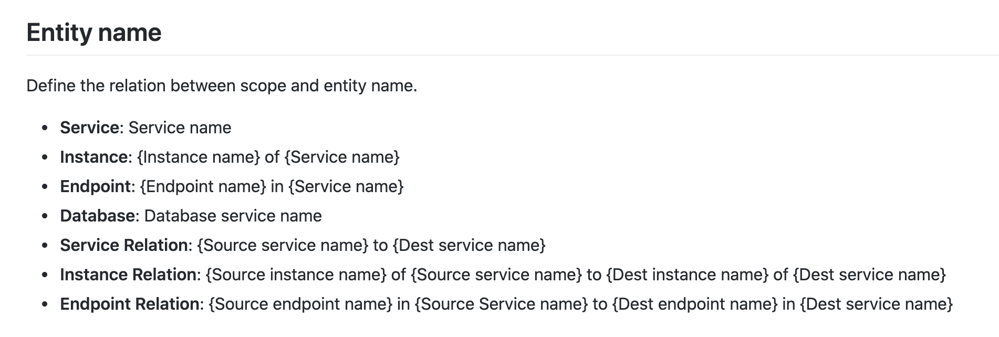 Entity name
Define the relation between scope and entity name.
• Service: Service name
• Instance: {Instance name} of {Service name}
• Endpoint: {Endpoint name} in {Service name}
• Database: Database service name
• Service Relation: {Source service name} to {Dest service name}
• Instance Relation: {Source instance name} of {Source service name} to {Dest instance name} of {Dest service name}
• Endpoint Relation: {Source endpoint name} in {Source Service name} to {Dest endpoint name} in {Dest service name}